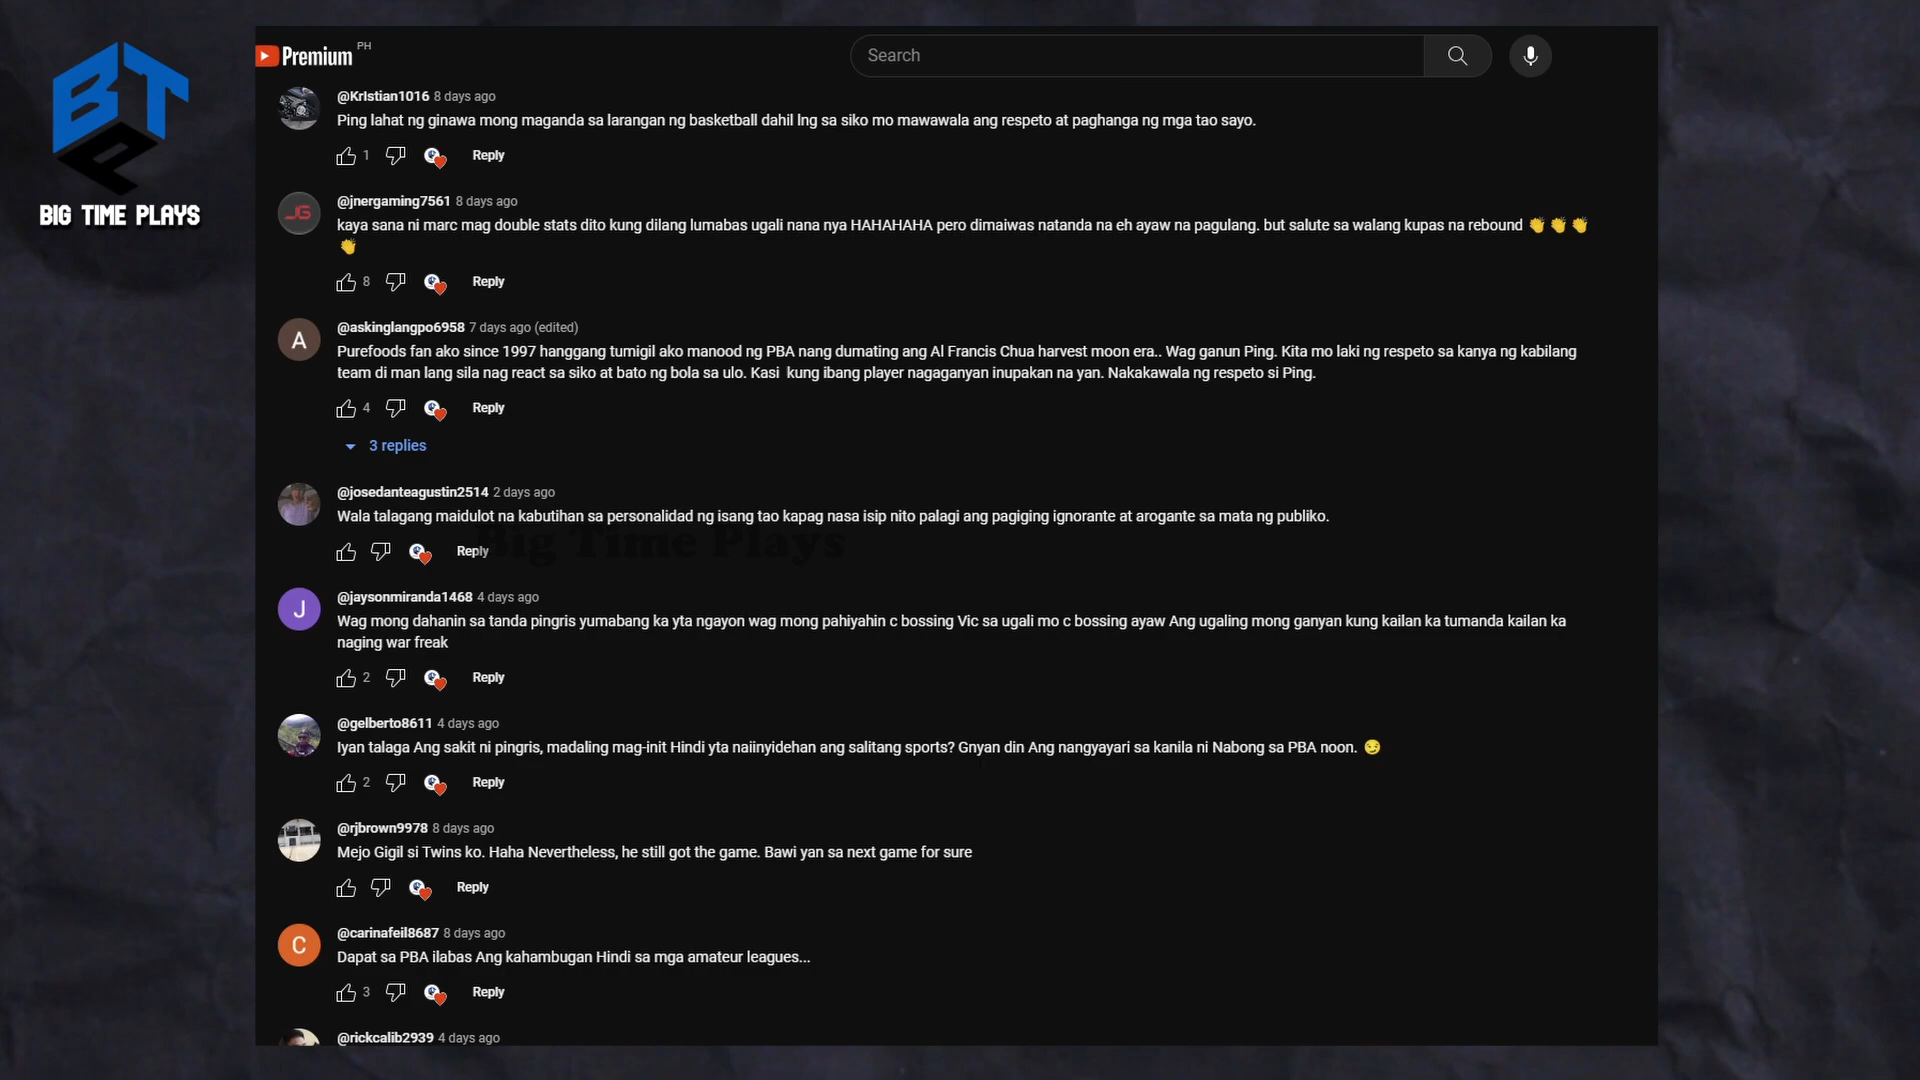 BTP
BIG TIME PLAYS
Premium PH
Search
@KrIstian1016 8 days ago
Ping lahat ng ginawa mong maganda sa larangan ng basketball dahil lng sa siko mo mawawala ang respeto at paghanga ng mga tao sayo.
1 Reply
@jnergaming7561 8 days ago
JG
kaya sana ni marc mag double stats dito kung dilang lumabas ugali nana nya HAHAHAHA pero dimaiwas natanda na eh ayaw na pagulang. but salute sa walang kupas na rebound 👏 👏 👏
👏
8 Reply
@askinglangpo6958 7 days ago (edited)
A
Purefoods fan ako since 1997 hanggang tumigil ako manood ng PBA nang dumating ang Al Francis Chua harvest moon era.. Wag ganun Ping. Kita mo laki ng respeto sa kanya ng kabilang
team di man lang sila nag react sa siko at bato ng bola sa ulo. Kasi kung ibang player nagaganyan inupakan na yan. Nakakawala ng respeto si Ping.
4 Reply
3 replies
@josedanteagustin2514 2 days ago
Wala talagang maidulot na kabutihan sa personalidad ng isang tao kapag nasa isip nito palagi ang pagiging ignorante at arogante sa mata ng publiko.
Reply
Big Time Plays
@jaysonmiranda1468 4 days ago
J
Wag mong dahanin sa tanda pingris yumabang ka yta ngayon wag mong pahiyahin c bossing Vic sa ugali mo c bossing ayaw Ang ugaling mong ganyan kung kailan ka tumanda kailan ka
naging war freak
2 Reply
@gelberto8611 4 days ago
Iyan talaga Ang sakit ni pingris, madaling mag-init Hindi yta naiinyidehan ang salitang sports? Gnyan din Ang nangyayari sa kanila ni Nabong sa PBA noon. 😏
2 Reply
@rjbrown9978 8 days ago
Mejo Gigil si Twins ko. Haha Nevertheless, he still got the game. Bawi yan sa next game for sure
Reply
@carinafeil8687 8 days ago
C
Dapat sa PBA ilabas Ang kahambugan Hindi sa mga amateur leagues...
3 Reply
@rickcalib2939 4 days ago